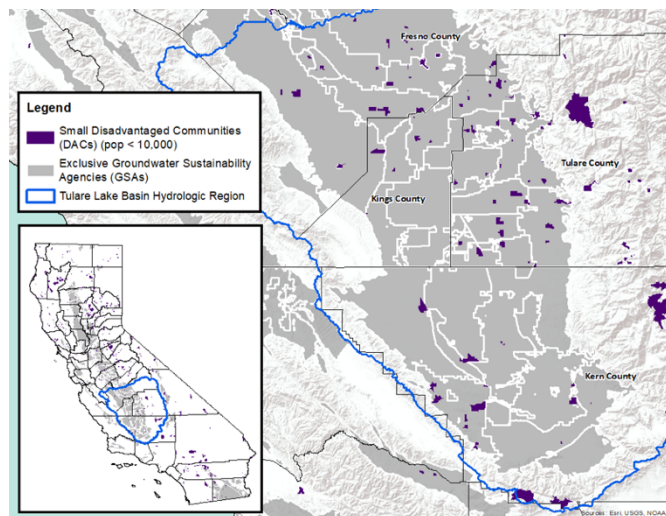 Fresno County
Legend
Small Disadvantaged Communities
(DACs) (pop < 10,000)
Exclusive Groundwater Sustainability
Agencies (GSAs)
Tulare Lake Basin Hydrologic Region
Tulare County
Kings County
Kern County
Sources: Esri, USGS, NOAA